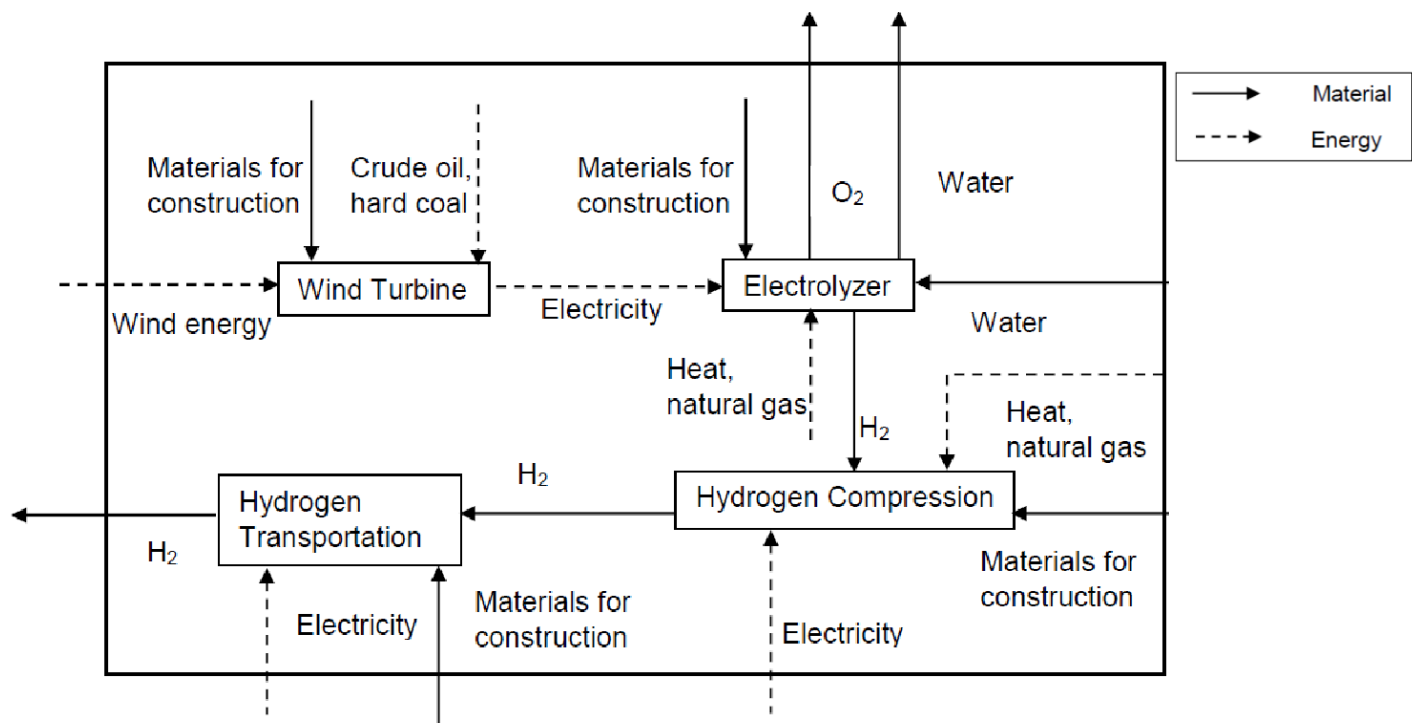 Material
Energy
Materials for
construction
Crude oil,
hard coal
Materials for
construction
O₂
Water
Wind Turbine
Electrolyzer
Wind energy
Electricity
Water
Heat,
natural gas
H₂
Heat,
natural gas
Hydrogen
Transportation
H₂
Hydrogen Compression
H₂
Electricity
Materials for
construction
Electricity
Materials for
construction